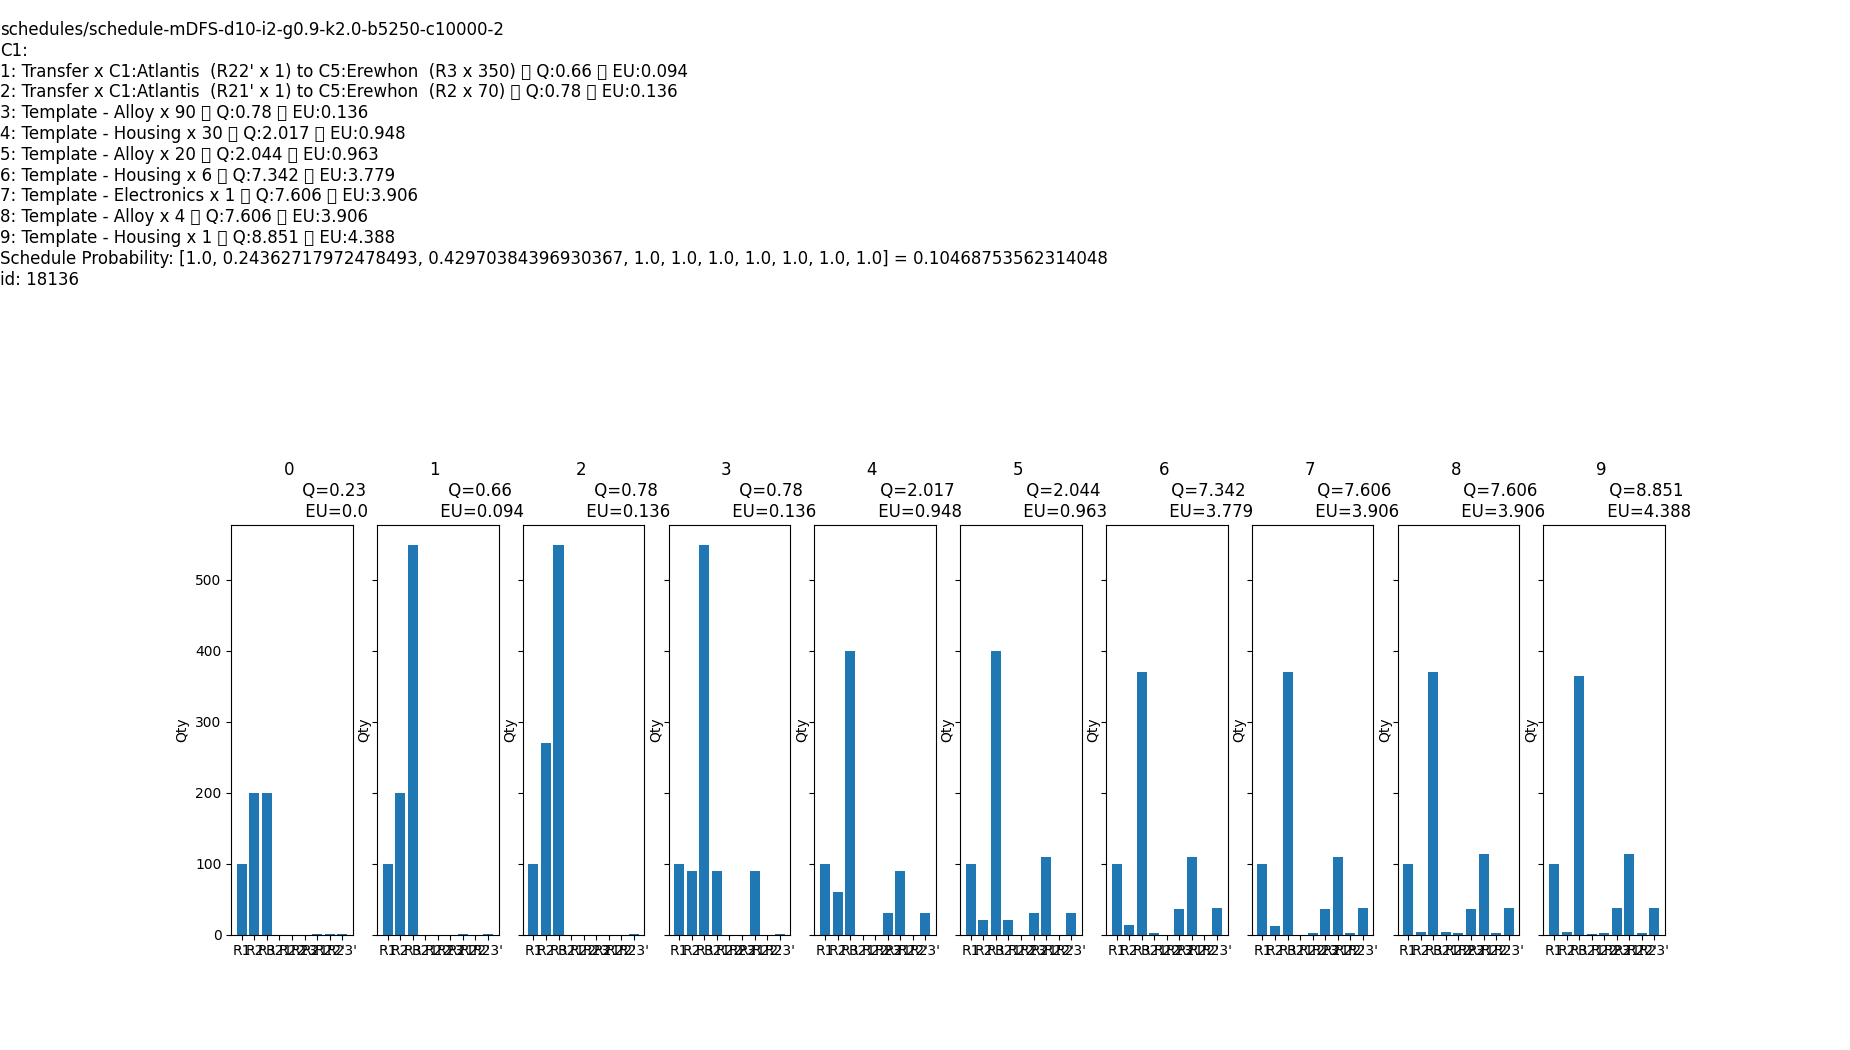 schedules/schedule-mDFS-d10-i2-g0.9-k2.0-b5250-c10000-2
C1:
1: Transfer x C1:Atlantis (R22' x 1) to C5:Erewhon (R3 x 350) ▯ Q:0.66 ▯ EU:0.094
2: Transfer x C1:Atlantis (R21' x 1) to C5:Erewhon (R2 x 70) ▯ Q:0.78 ▯ EU:0.136
3: Template - Alloy x 90 ▯ Q:0.78 ▯ EU:0.136
4: Template - Housing x 30 ▯ Q:2.017 ▯ EU:0.948
5: Template - Alloy x 20 ▯ Q:2.044 ▯ EU:0.963
6: Template - Housing x 6 ▯ Q:7.342 ▯ EU:3.779
7: Template - Electronics x 1 ▯ Q:7.606 ▯ EU:3.906
8: Template - Alloy x 4 ▯ Q:7.606 ▯ EU:3.906
9: Template - Housing x 1 ▯ Q:8.851 ▯ EU:4.388
Schedule Probability: [1.0, 0.24362717972478493, 0.42970384396930367, 1.0, 1.0, 1.0, 1.0, 1.0, 1.0, 1.0] = 0.10468753562314048
id: 18136
0 1 2 3 4 5 6 7 8 9
Q=0.23 Q=0.66 Q=0.78 Q=0.78 Q=2.017 Q=2.044 Q=7.342 Q=7.606 Q=7.606 Q=8.851
EU=0.0 EU=0.094 EU=0.136 EU=0.136 EU=0.948 EU=0.963 EU=3.779 EU=3.906 EU=3.906 EU=4.388
500
400
300
Qty Qty Qty Qty Qty Qty Qty Qty Qty Qty
200
100
0